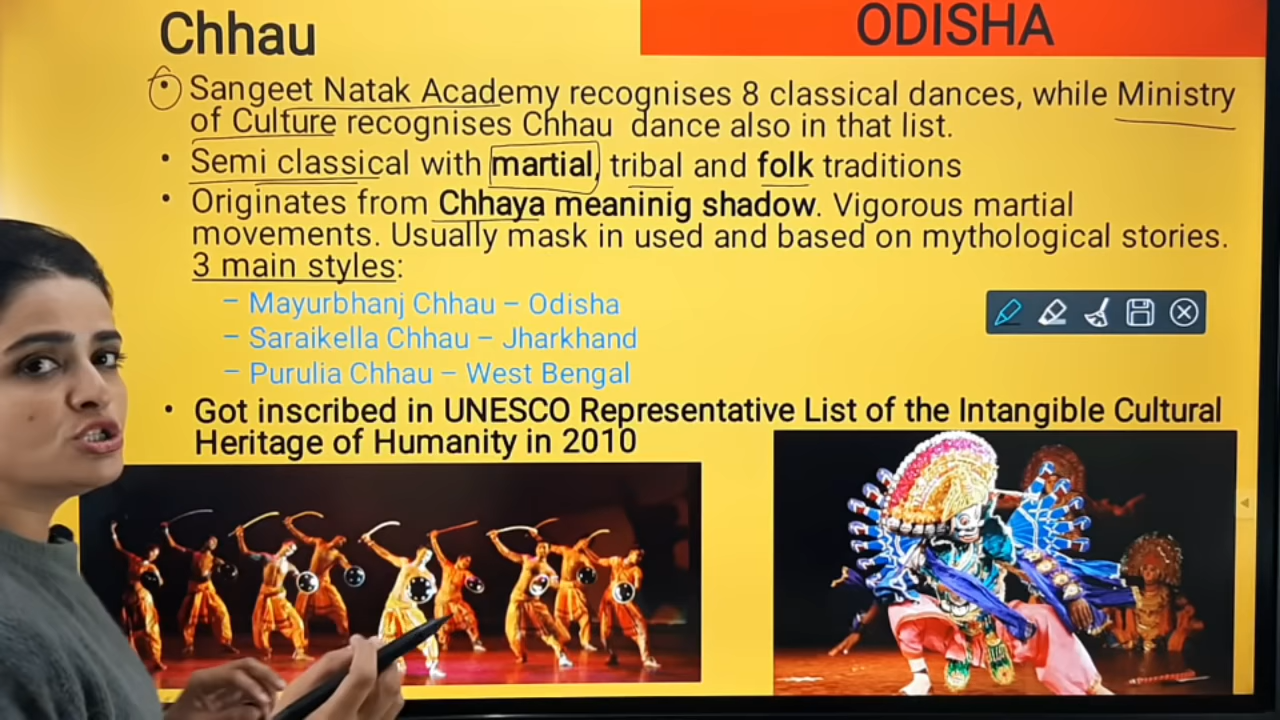 Chhau
ODISHA
• Sangeet Natak Academy recognises 8 classical dances, while Ministry
of Culture recognises Chhau dance also in that list.
• Semi classical with martial, tribal and folk traditions
• Originates from Chhaya meaninig shadow. Vigorous martial
movements. Usually mask in used and based on mythological stories.
3 main styles:
– Mayurbhanj Chhau – Odisha
– Saraikella Chhau – Jharkhand
– Purulia Chhau – West Bengal
• Got inscribed in UNESCO Representative List of the Intangible Cultural
Heritage of Humanity in 2010